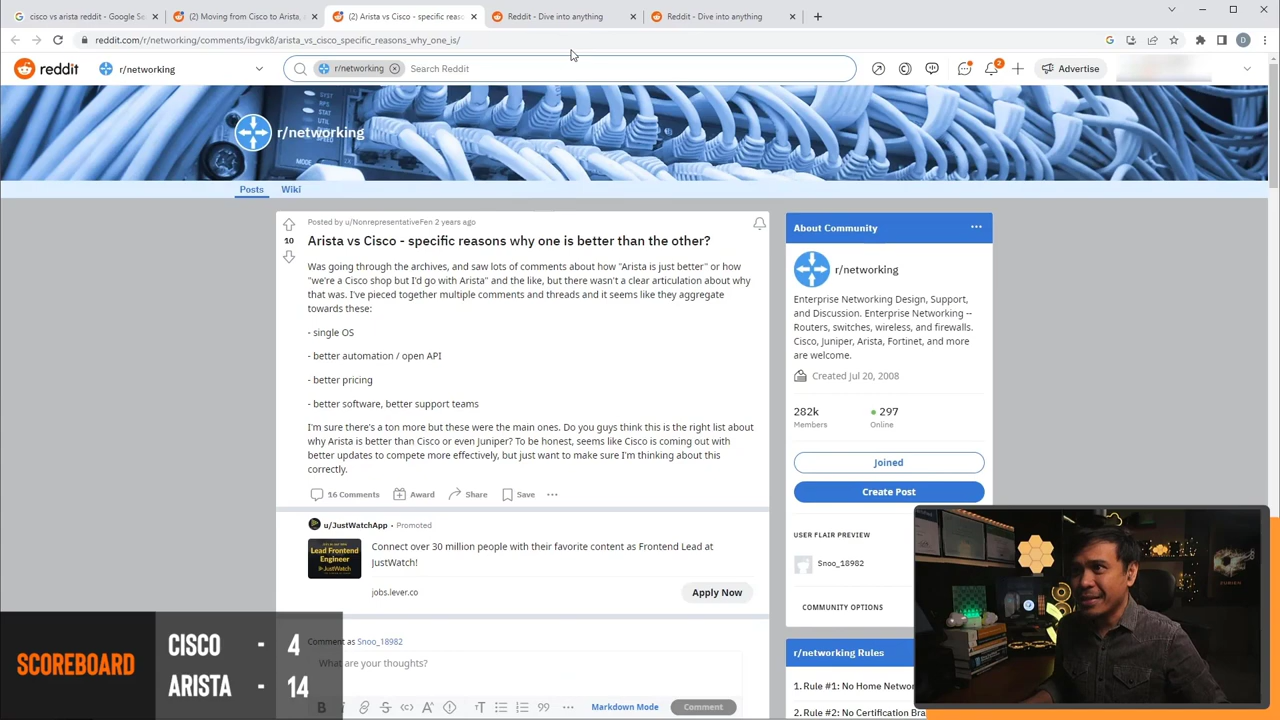 cisco vs arista reddit - Google Se
(2) Moving from Cisco to Arista,
(2) Arista vs Cisco - specific reaso
Reddit - Dive into anything
Reddit - Dive into anything
reddit.com/r/networking/comments/ibgvk8/arista_vs_cisco_specific_reasons_why_one_is/
D
reddit
r/networking
r/networking
Search Reddit
2
Advertise
r/networking
Posts
Wiki
Posted by u/NonrepresentativeFen 2 years ago
10
Arista vs Cisco - specific reasons why one is better than the other?
Was going through the archives, and saw lots of comments about how "Arista is just better" or how
"we're a Cisco shop but I'd go with Arista" and the like, but there wasn't a clear articulation about why
that was. I've pieced together multiple comments and threads and it seems like they aggregate
towards these:
- single OS
- better automation / open API
- better pricing
- better software, better support teams
I'm sure there's a ton more but these were the main ones. Do you guys think this is the right list about
why Arista is better than Cisco or even Juniper? To be honest, seems like Cisco is coming out with
better updates to compete more effectively, but just want to make sure I'm thinking about this
correctly.
16 Comments
Award
Share
Save
u/JustWatchApp • Promoted
Connect over 30 million people with their favorite content as Frontend Lead at
JustWatch!
Lead Frontend
Engineer
JustWatch
jobs.lever.co
Apply Now
Comment as Snoo_18982
What are your thoughts?
Markdown Mode
Comment
About Community
r/networking
Enterprise Networking Design, Support,
and Discussion. Enterprise Networking --
Routers, switches, wireless, and firewalls.
Cisco, Juniper, Arista, Fortinet, and more
are welcome.
Created Jul 20, 2008
282k
Members
297
Online
Joined
Create Post
USER FLAIR PREVIEW
Snoo_18982
COMMUNITY OPTIONS
r/networking Rules
1. Rule #1: No Home Networ
2. Rule #2: No Certification Bra
SCOREBOARD
CISCO - 4
ARISTA - 14